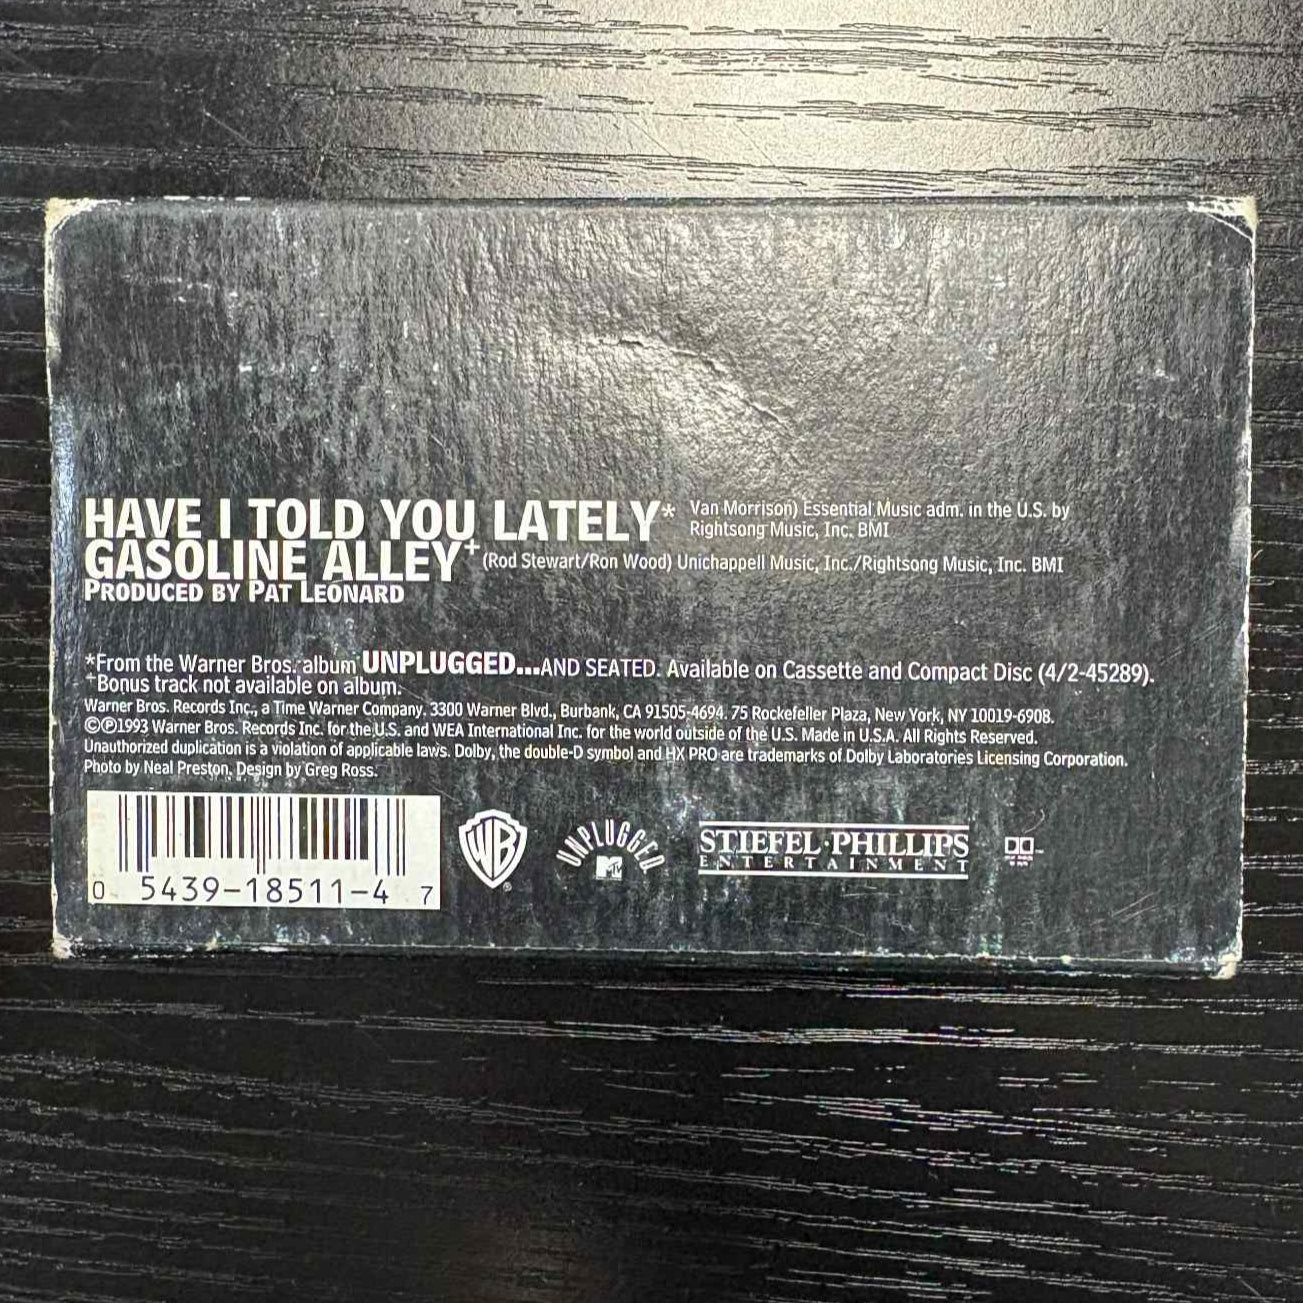 HAVE I TOLD YOU LATELY* Van Morrison) Essential Music adm. in the U.S. by
Rightsong Music, Inc. BMI
GASOLINE ALLEY+ (Rod Stewart/Ron Wood) Unichappell Music, Inc./Rightsong Music, Inc. BMI
PRODUCED BY PAT LEONARD
*From the Warner Bros. album UNPLUGGED...AND SEATED. Available on Cassette and Compact Disc (4/2-45289).
+Bonus track not available on album.
Warner Bros. Records Inc., a Time Warner Company. 3300 Warner Blvd., Burbank, CA 91505-4694. 75 Rockefeller Plaza, New York, NY 10019-6908.
©℗1993 Warner Bros. Records Inc. for the U.S. and WEA International Inc. for the world outside of the U.S. Made in U.S.A. All Rights Reserved.
Unauthorized duplication is a violation of applicable laws. Dolby, the double-D symbol and HX PRO are trademarks of Dolby Laboratories Licensing Corporation.
Photo by Neal Preston. Design by Greg Ross.
0 5439-18511-4 7
WB ®
UNPLUGGED
MTV
STIEFEL·PHILLIPS
ENTERTAINMENT